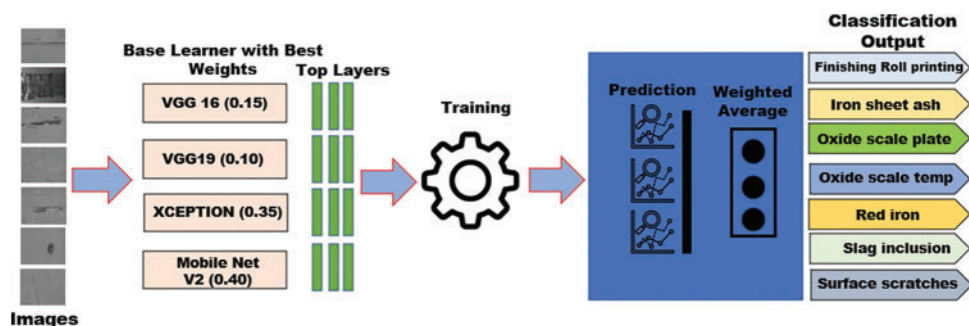 Images
Base Learner with Best
Weights
Top Layers
VGG 16 (0.15)
VGG19 (0.10)
XCEPTION (0.35)
Mobile Net
V2 (0.40)
Training
Prediction
Weighted
Average
Classification
Output
Finishing Roll printing
Iron sheet ash
Oxide scale plate
Oxide scale temp
Red iron
Slag inclusion
Surface scratches